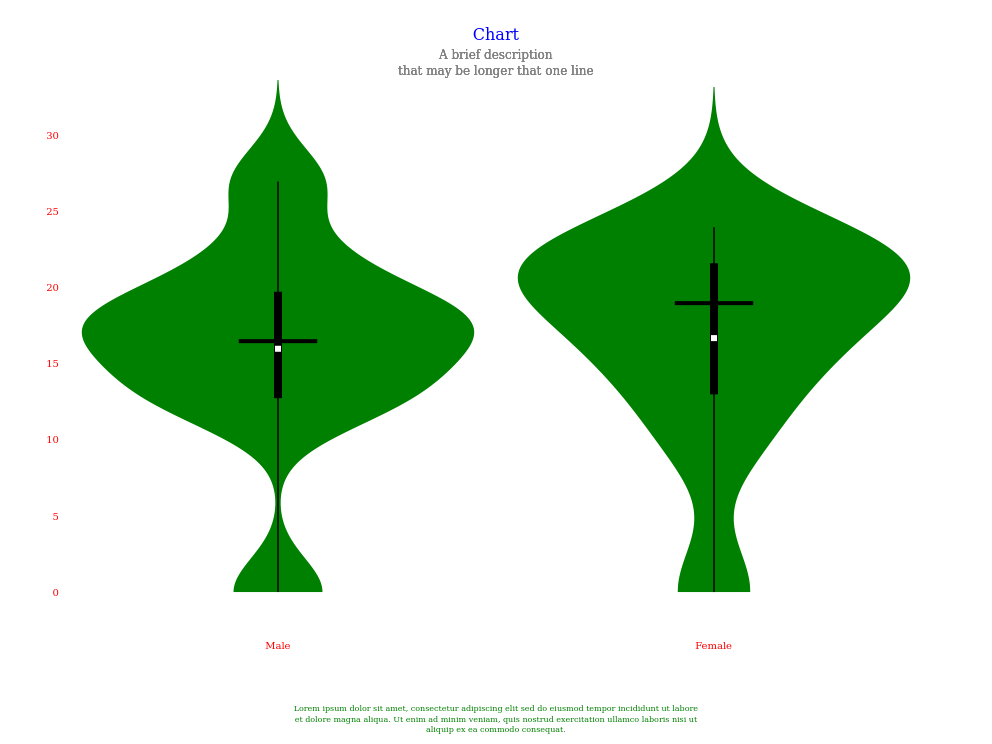 Chart
A brief description
that may be longer that one line
30
25
20
15
10
5
0
Male
Female
Lorem ipsum dolor sit amet, consectetur adipiscing elit sed do eiusmod tempor incididunt ut labore
et dolore magna aliqua. Ut enim ad minim veniam, quis nostrud exercitation ullamco laboris nisi ut
aliquip ex ea commodo consequat.